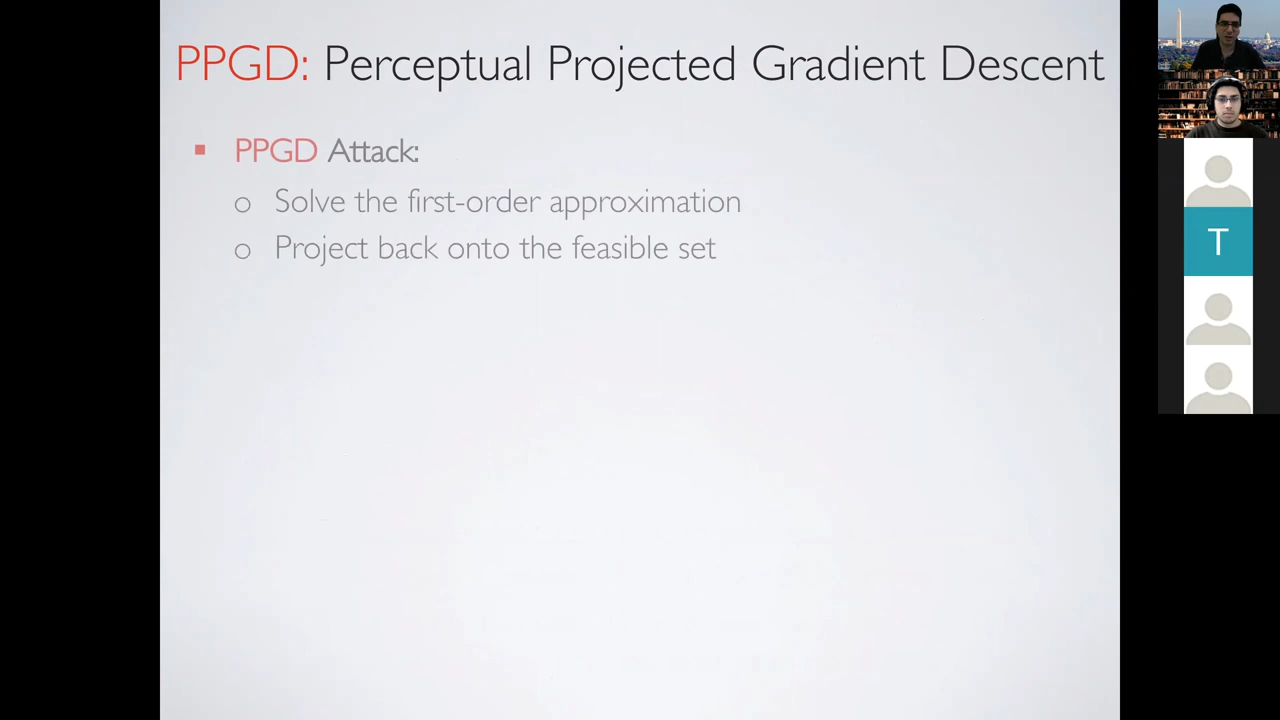 PPGD: Perceptual Projected Gradient Descent
▪ PPGD Attack:
o Solve the first-order approximation
o Project back onto the feasible set
T